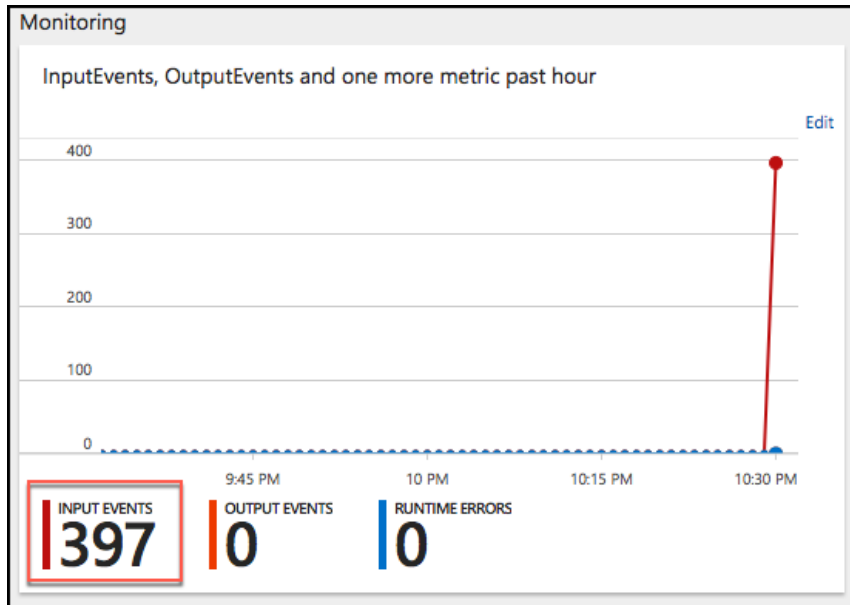 Monitoring
InputEvents, OutputEvents and one more metric past hour
Edit
400
300
200
100
0
9:45 PM 10 PM 10:15 PM 10:30 PM
INPUT EVENTS OUTPUT EVENTS RUNTIME ERRORS
397 0 0